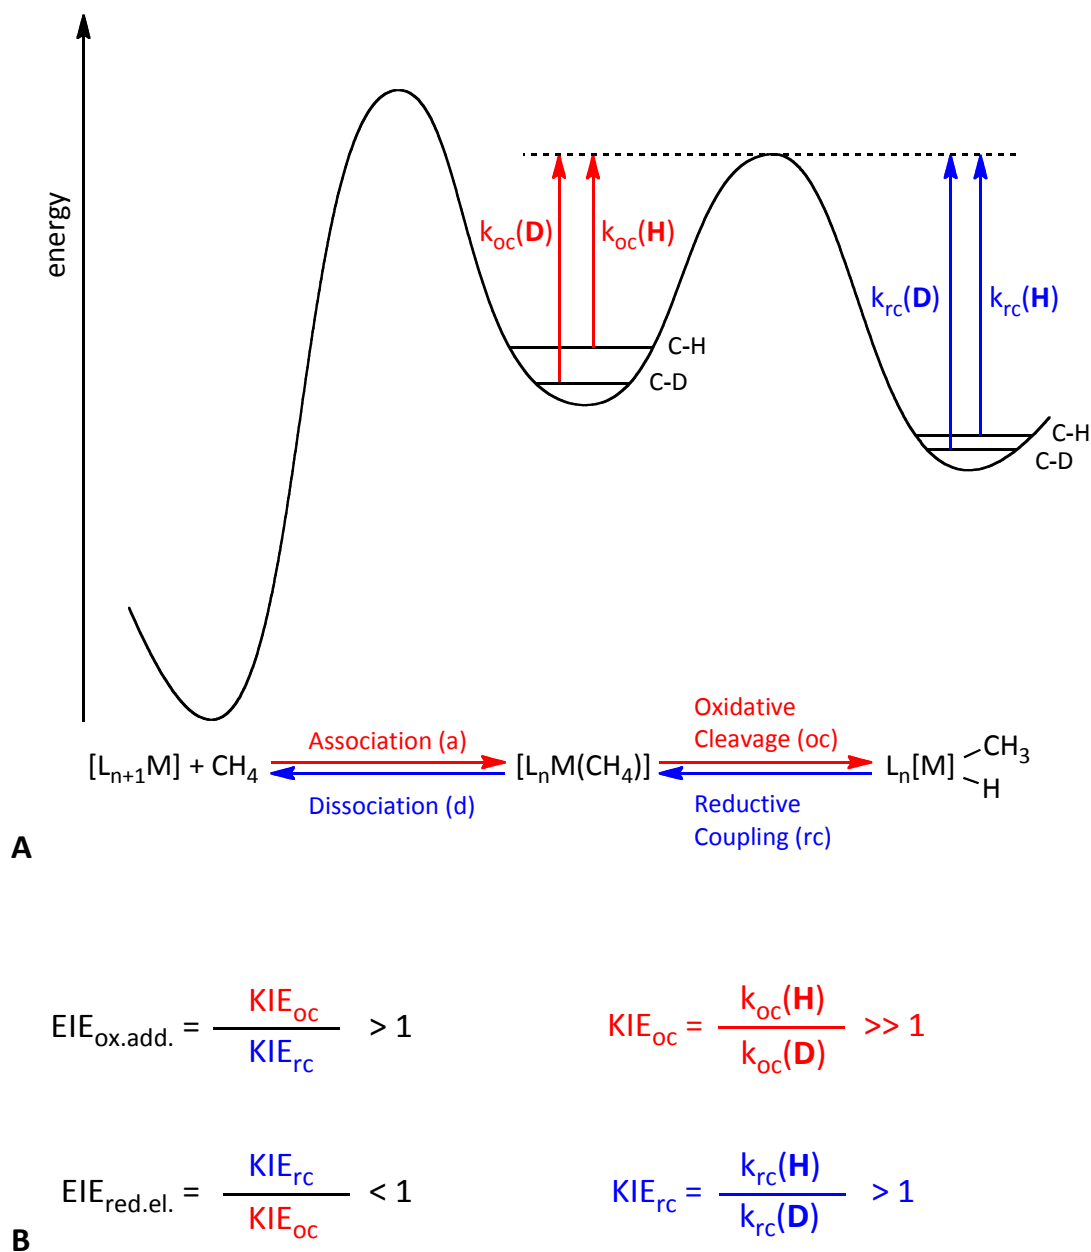 energy
k_oc(D) k_oc(H)
k_rc(D) k_rc(H)
C-H
C-D
C-H
C-D
[L_n+1M] + CH_4
Association (a)
Dissociation (d)
[L_nM(CH_4)]
Oxidative
Cleavage (oc)
Reductive
Coupling (rc)
L_n[M]
CH_3
H
A
EIE_ox.add. = KIE_oc / KIE_rc > 1
KIE_oc = k_oc(H) / k_oc(D) >> 1
EIE_red.el. = KIE_rc / KIE_oc < 1
KIE_rc = k_rc(H) / k_rc(D) > 1
B